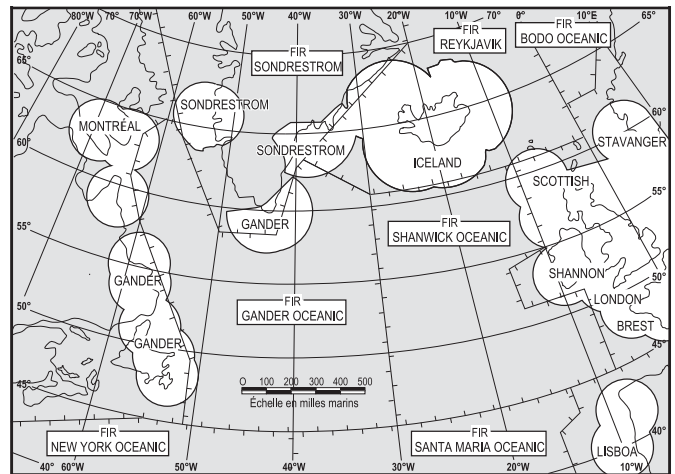 80°W 70°W 60°W 50°W 40°W 30°W 20°W 10°W 0° 10°E 65°
65°
60°
55°
50°
45°
40° 60°W 50°W 40°W 30°W 20°W 10°W
60°
55°
50°
45°
40°
FIR
SONDRESTROM
FIR
REYKJAVIK
FIR
BODO OCEANIC
SONDRESTROM
MONTRÉAL
SONDRESTROM
ICELAND
STAVANGER
SCOTTISH
GANDER
FIR
SHANWICK OCEANIC
SHANNON
GANDER
FIR
GANDER OCEANIC
LONDON
BREST
GANDER
0 100 200 300 400 500
Échelle en milles marins
FIR
NEW YORK OCEANIC
FIR
SANTA MARIA OCEANIC
LISBOA